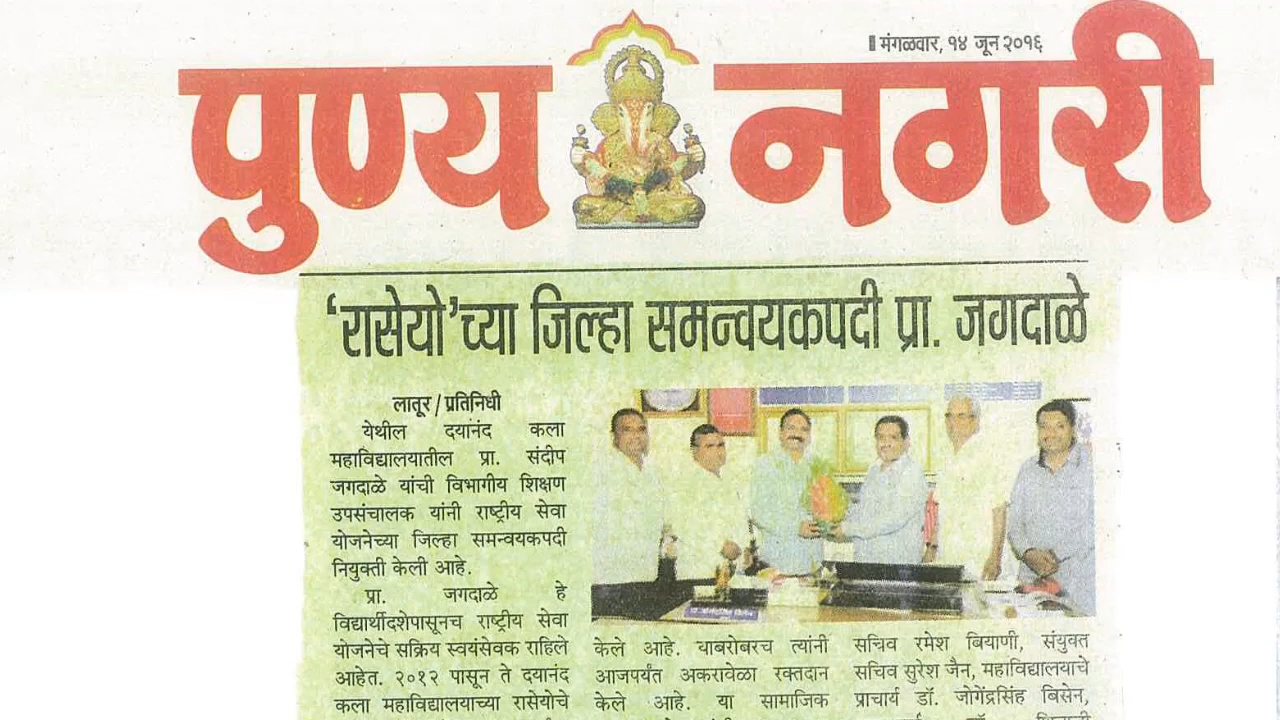 मंगळवार, १४ जून २०१६
पुण्य नगरी
‘रासेयो’च्या जिल्हा समन्वयकपदी प्रा. जगदाळे
लातूर / प्रतिनिधी
येथील दयानंद कला
महाविद्यालयातील प्रा. संदीप
जगदाळे यांची विभागीय शिक्षण
उपसंचालक यांनी राष्ट्रीय सेवा
योजनेच्या जिल्हा समन्वयकपदी
नियुक्ती केली आहे.
प्रा. जगदाळे हे
विद्यार्थीदशेपासूनच राष्ट्रीय सेवा
योजनेचे सक्रिय स्वयंसेवक राहिले
आहेत. २०१२ पासून ते दयानंद
कला महाविद्यालयाच्या रासेयोचे
केले आहे. याबरोबरच त्यांनी
आजपर्यंत अकरावेळा रक्तदान
केले आहे. या सामाजिक
सचिव रमेश बियाणी, संयुक्त
सचिव सुरेश जैन, महाविद्यालयाचे
प्राचार्य डॉ. जोगेंद्रसिंह बिसेन,